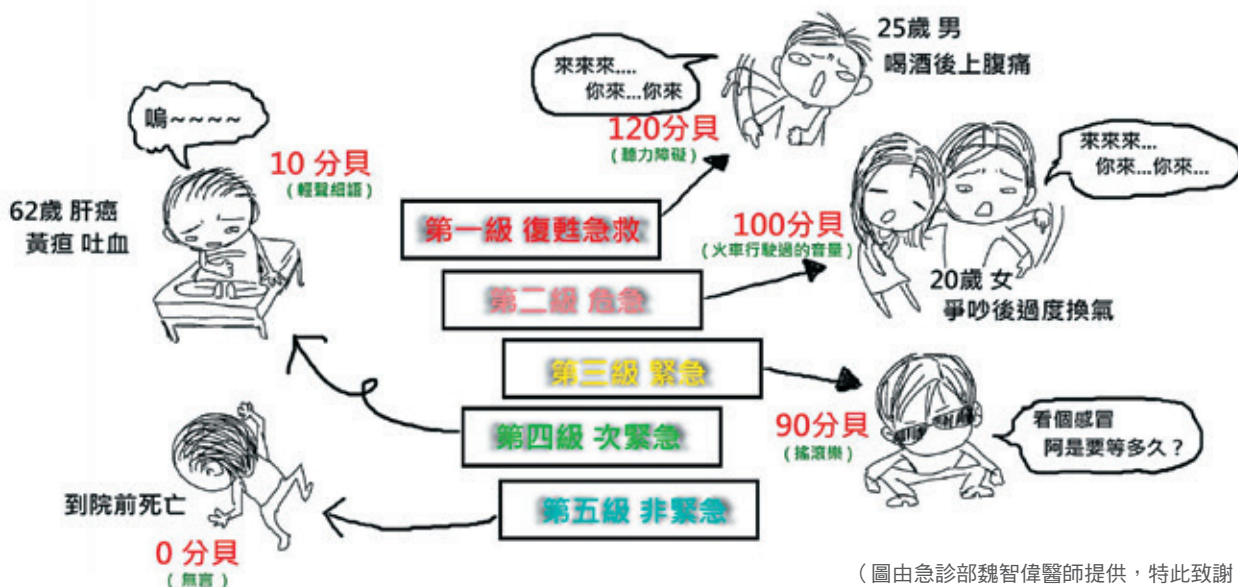 25歲 男
喝酒後上腹痛
來來來....
你來...你來
120分貝
(聽力障礙)
嗚~~~~
10 分貝
(輕聲細語)
62歲 肝癌
黃疸 吐血
來來來...
你來...你來...
100分貝
(火車行駛過的音量)
20歲 女
爭吵後過度換氣
第一級 復甦急救
第二級 危急
第三級 緊急
第四級 次緊急
第五級 非緊急
90分貝
(搖滾樂)
看個感冒
阿是要等多久？
到院前死亡
0 分貝
(無言)
（圖由急診部魏智偉醫師提供，特此致謝